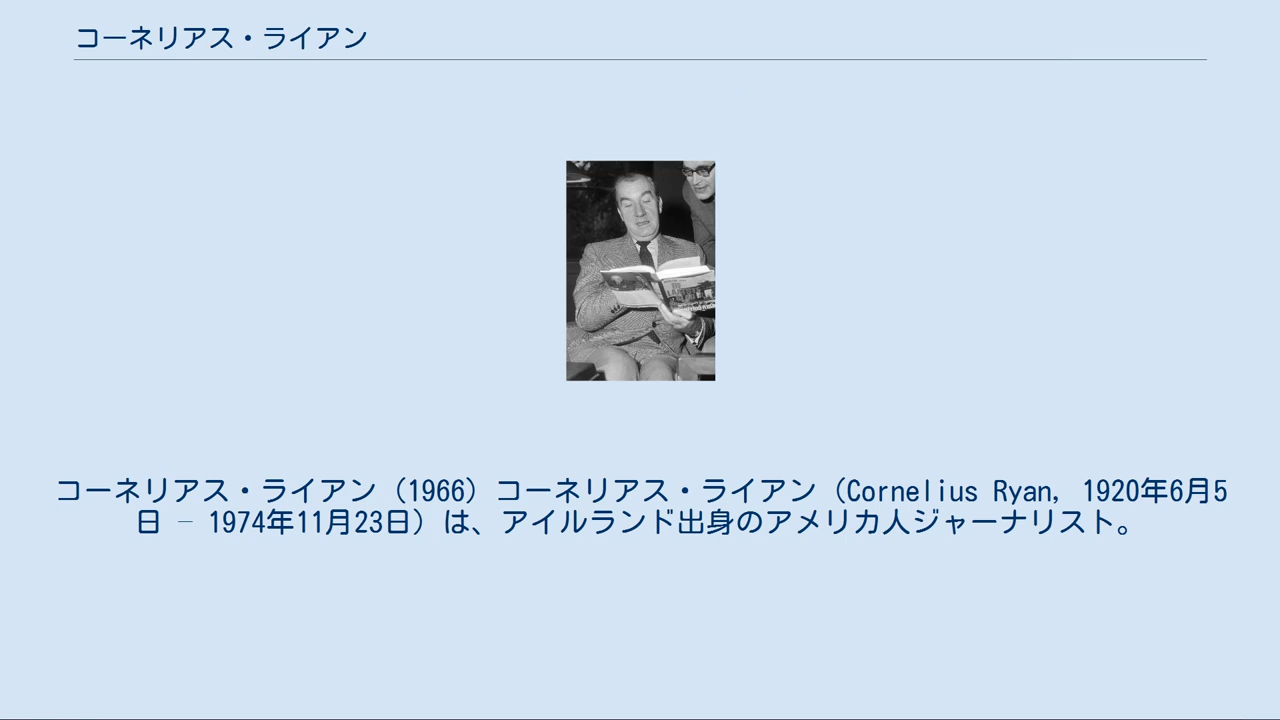 コーネリアス・ライアン
コーネリアス・ライアン（1966）コーネリアス・ライアン（Cornelius Ryan, 1920年6月5
日 – 1974年11月23日）は、アイルランド出身のアメリカ人ジャーナリスト。